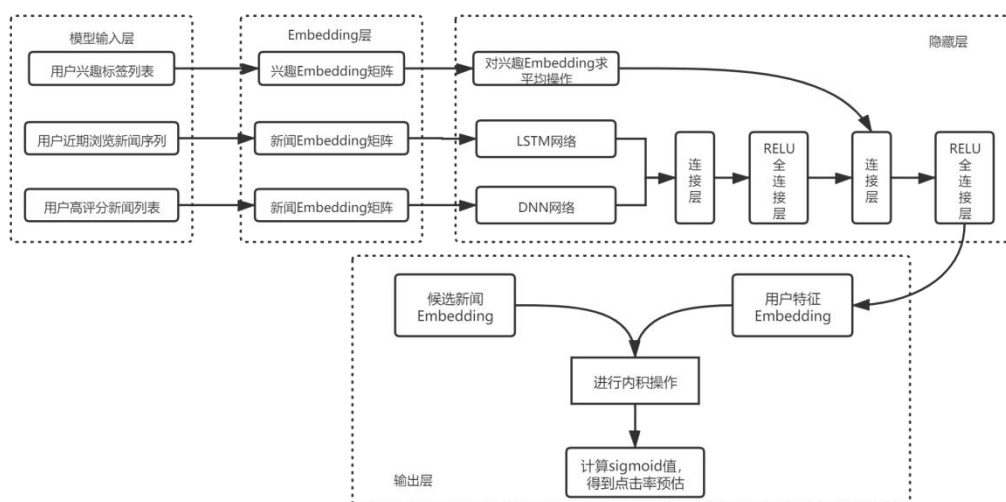 模型输入层
Embedding层
隐藏层
用户兴趣标签列表
兴趣Embedding矩阵
对兴趣Embedding求
平均操作
用户近期浏览新闻序列
新闻Embedding矩阵
LSTM网络
连接层
RELU
全连接层
连接层
RELU
全连接层
用户高评分新闻列表
新闻Embedding矩阵
DNN网络
候选新闻
Embedding
用户特征
Embedding
进行内积操作
计算sigmoid值，
得到点击率预估
输出层